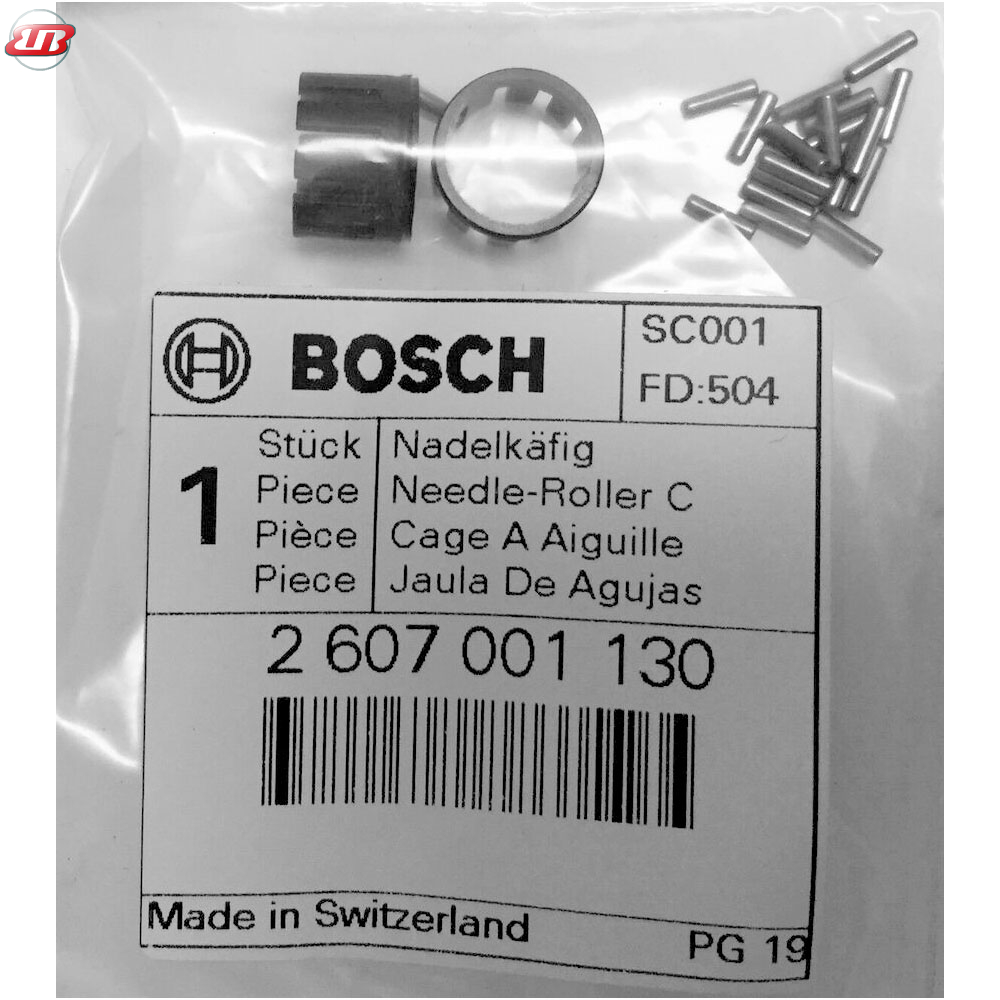 BOSCH
SC001
FD:504
1
Stück Nadelkäfig
Piece Needle-Roller C
Pièce Cage A Aiguille
Piece Jaula De Agujas
2 607 001 130
Made in Switzerland
PG 19